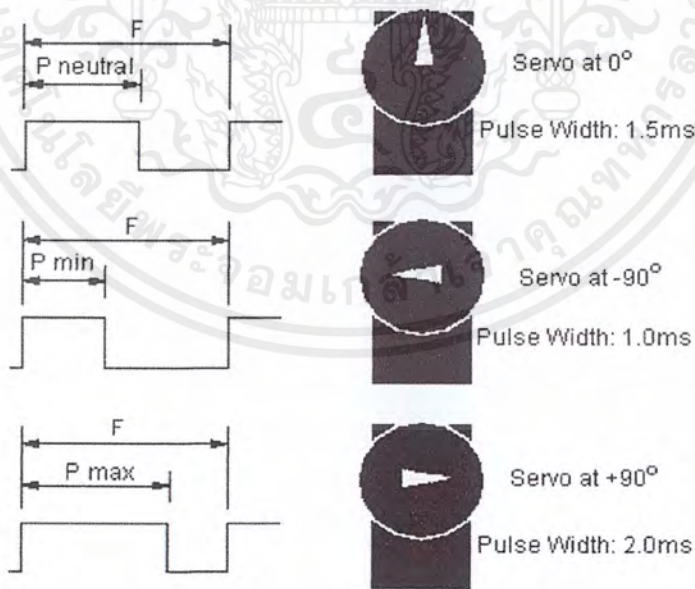 F
P neutral
Servo at 0°
Pulse Width: 1.5ms
F
P min
Servo at -90°
Pulse Width: 1.0ms
F
P max
Servo at +90°
Pulse Width: 2.0ms